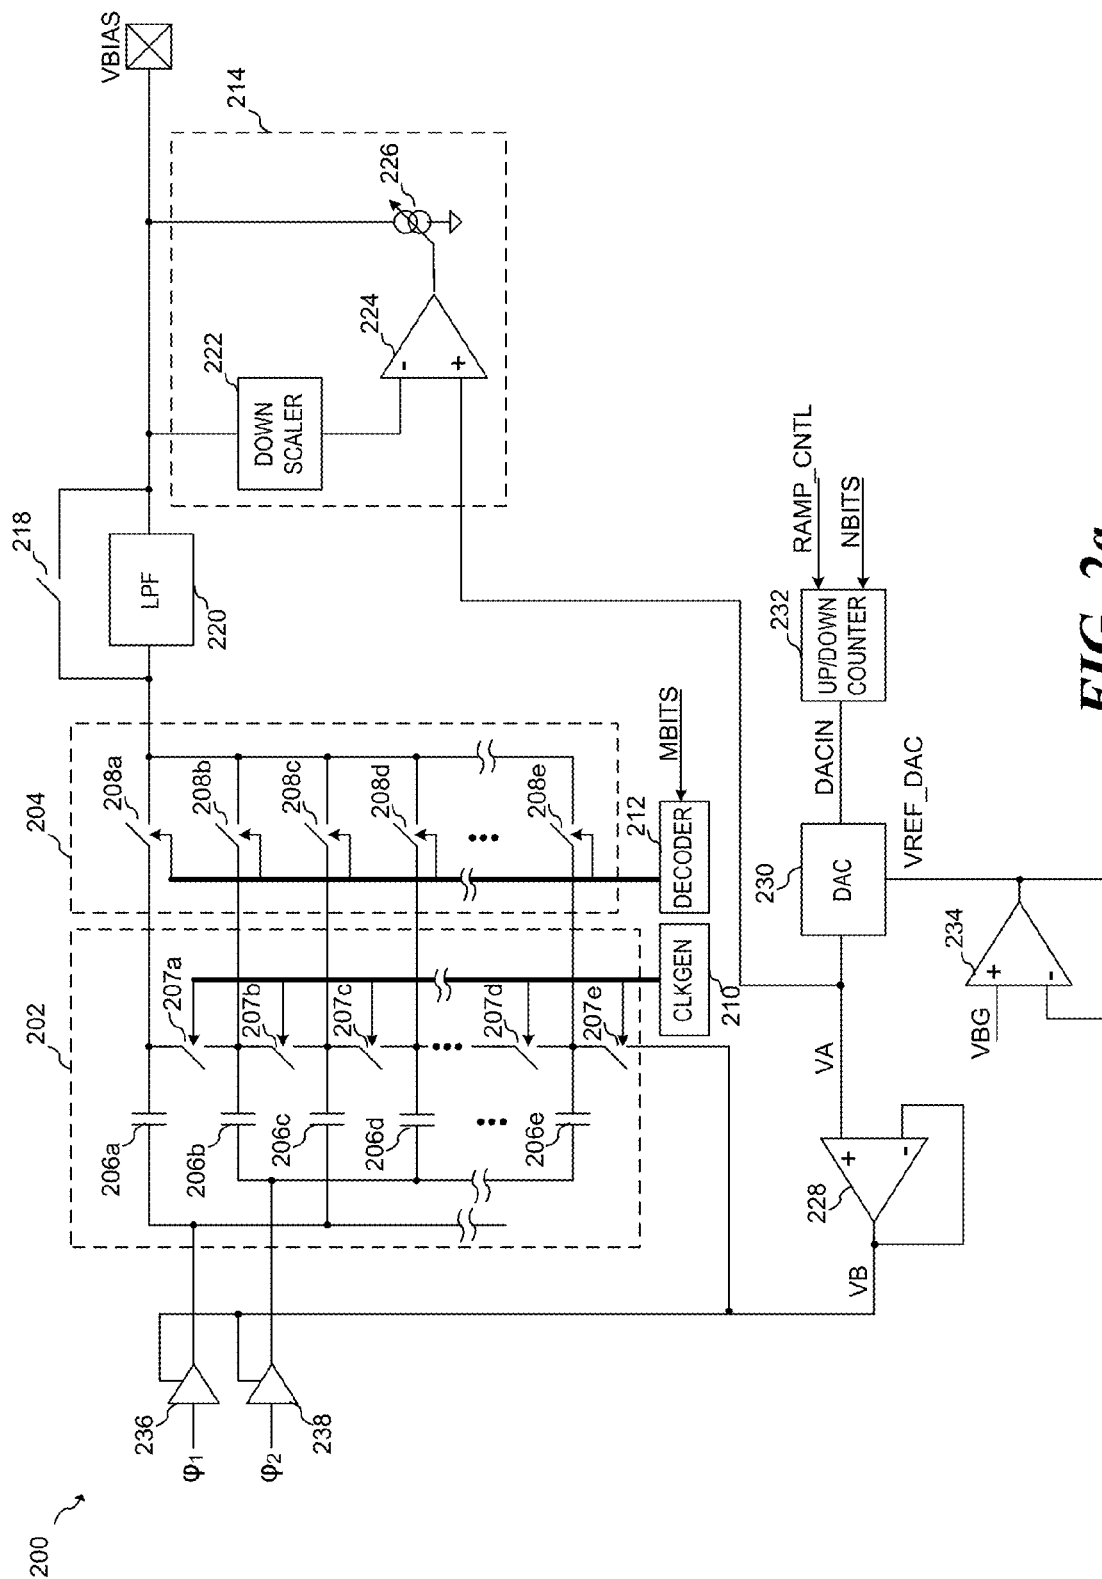 200
φ1
236
φ2
238
202
206a
206b
206c
206d
206e
207a
207b
207c
207d
207e
CLKGEN
210
204
208a
208b
208c
208d
208e
212
DECODER
MBITS
218
LPF
220
VBIAS
214
222
DOWN
SCALER
224
-
+
226
VB
228
+
-
VA
230
DAC
DACIN
232
UP/DOWN
COUNTER
RAMP_CNTL
NBITS
VREF_DAC
234
VBG
+
-